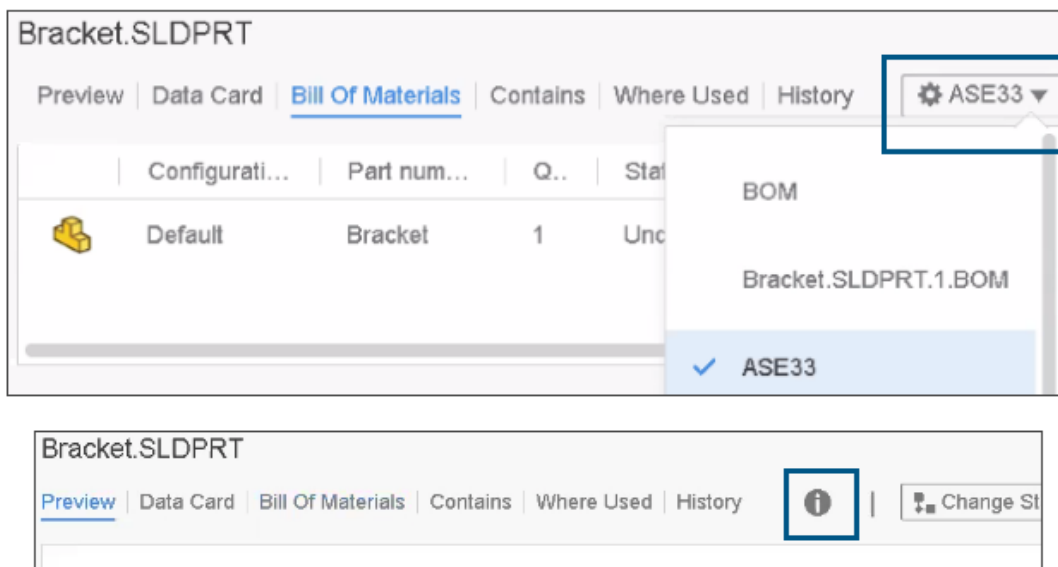 Bracket.SLDPRT
Preview Data Card Bill Of Materials Contains Where Used History ASE33
Configurati... Part num... Q.. Stat
Default Bracket 1 Und
BOM
Bracket.SLDPRT.1.BOM
ASE33
Bracket.SLDPRT
Preview Data Card Bill Of Materials Contains Where Used History Change St